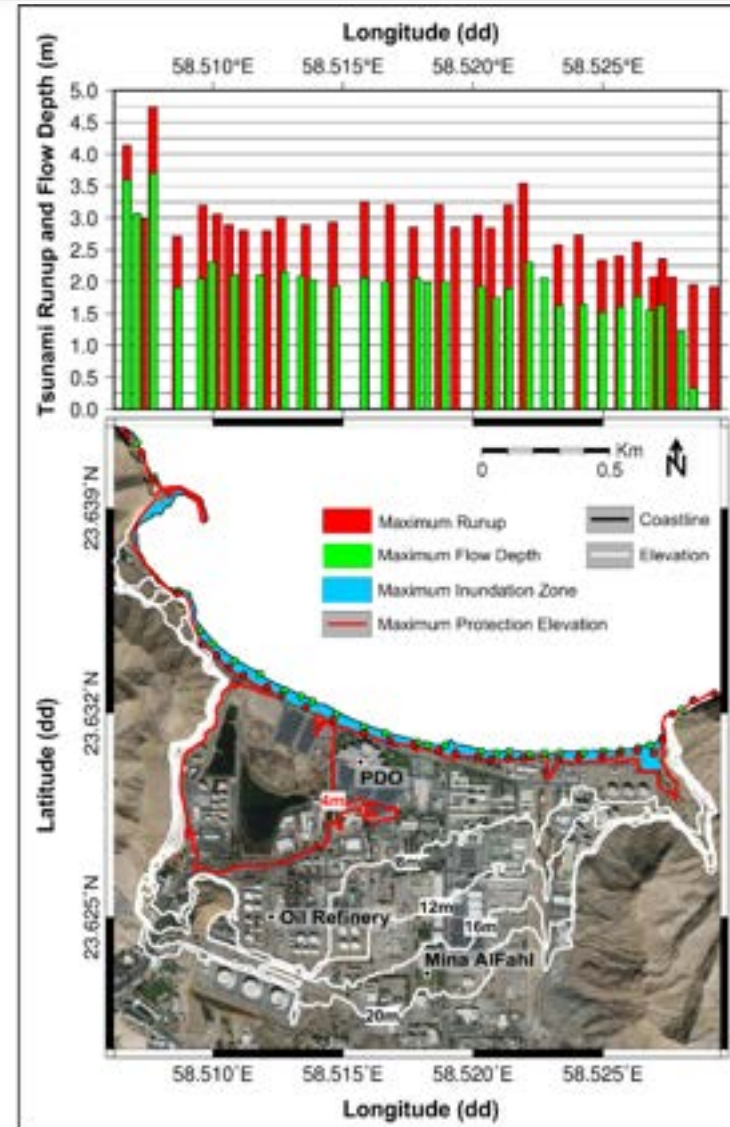 Longitude (dd)
58.510°E 58.515°E 58.520°E 58.525°E
Tsunami Runup and Flow Depth (m)
5.0
4.5
4.0
3.5
3.0
2.5
2.0
1.5
1.0
0.5
0.0
Km
0 0.5
N
Maximum Runup
Coastline
Maximum Flow Depth
Elevation
Maximum Inundation Zone
Maximum Protection Elevation
Latitude (dd)
23.639°N
23.632°N
23.625°N
PDO
4m
12m
Oil Refinery
16m
Mina AlFahl
20m
58.510°E 58.515°E 58.520°E 58.525°E
Longitude (dd)